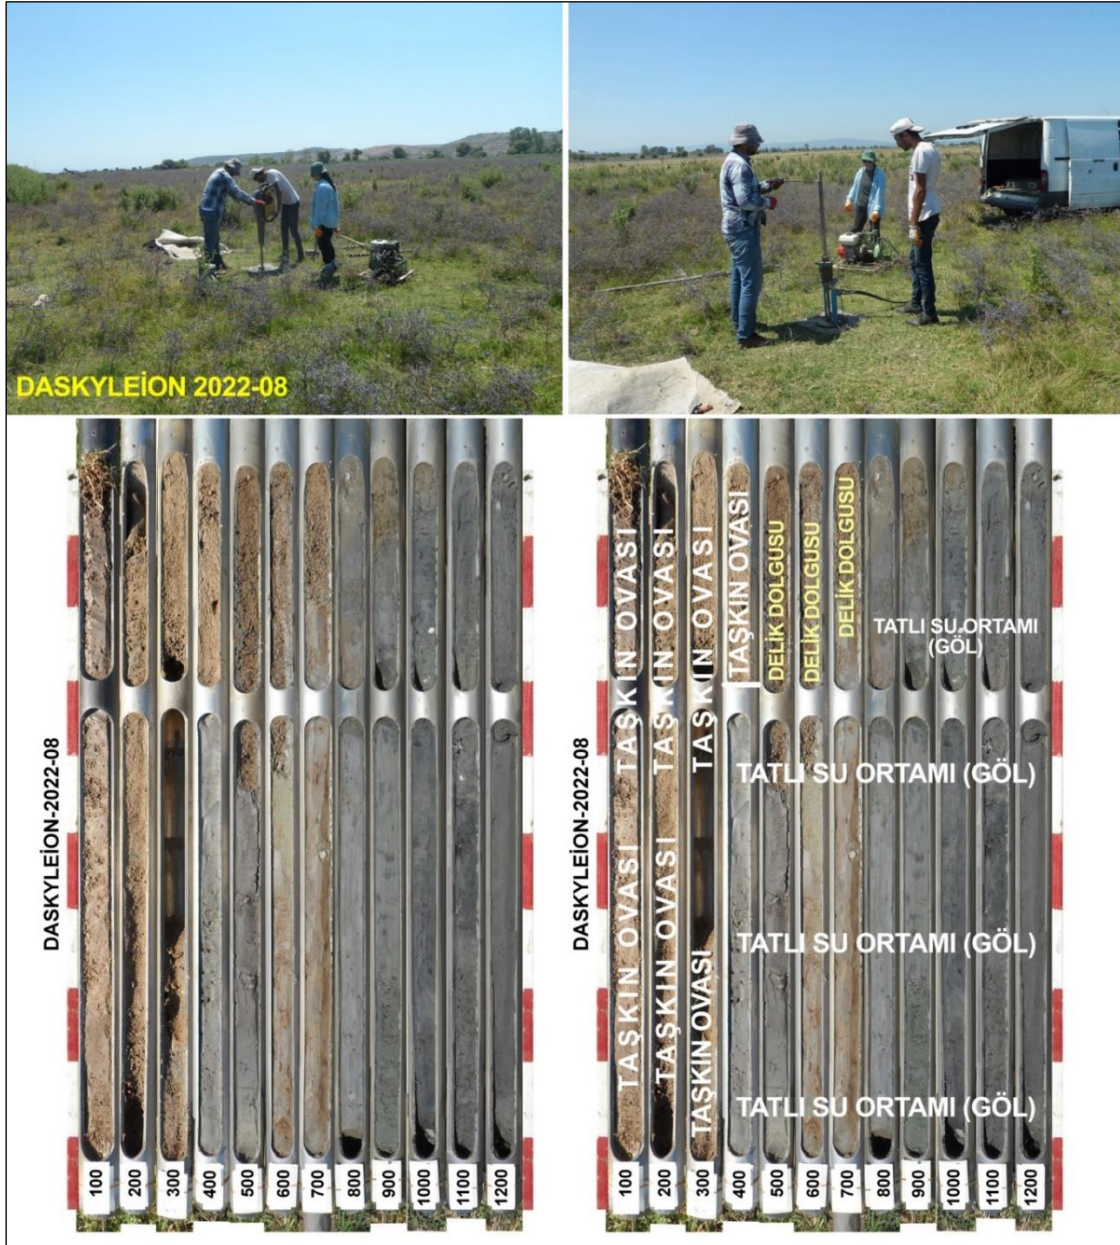 DASKYLEİON 2022-08
DASKYLEİON-2022-08
100
200
300
400
500
600
700
800
900
1000
1100
1200
DASKYLEİON-2022-08
TAŞKIN OVASI
TAŞKIN OVASI
TAŞKIN OVASI
TAŞKIN OVASI
TAŞKIN OVASI
TAŞKIN OVASI
TAŞKIN OVASI
DELİK DOLGUSU
DELİK DOLGUSU
DELİK DOLGUSU
TATLI SU ORTAMI
(GÖL)
TATLI SU ORTAMI (GÖL)
TATLI SU ORTAMI (GÖL)
TATLI SU ORTAMI (GÖL)
100
200
300
400
500
600
700
800
900
1000
1100
1200